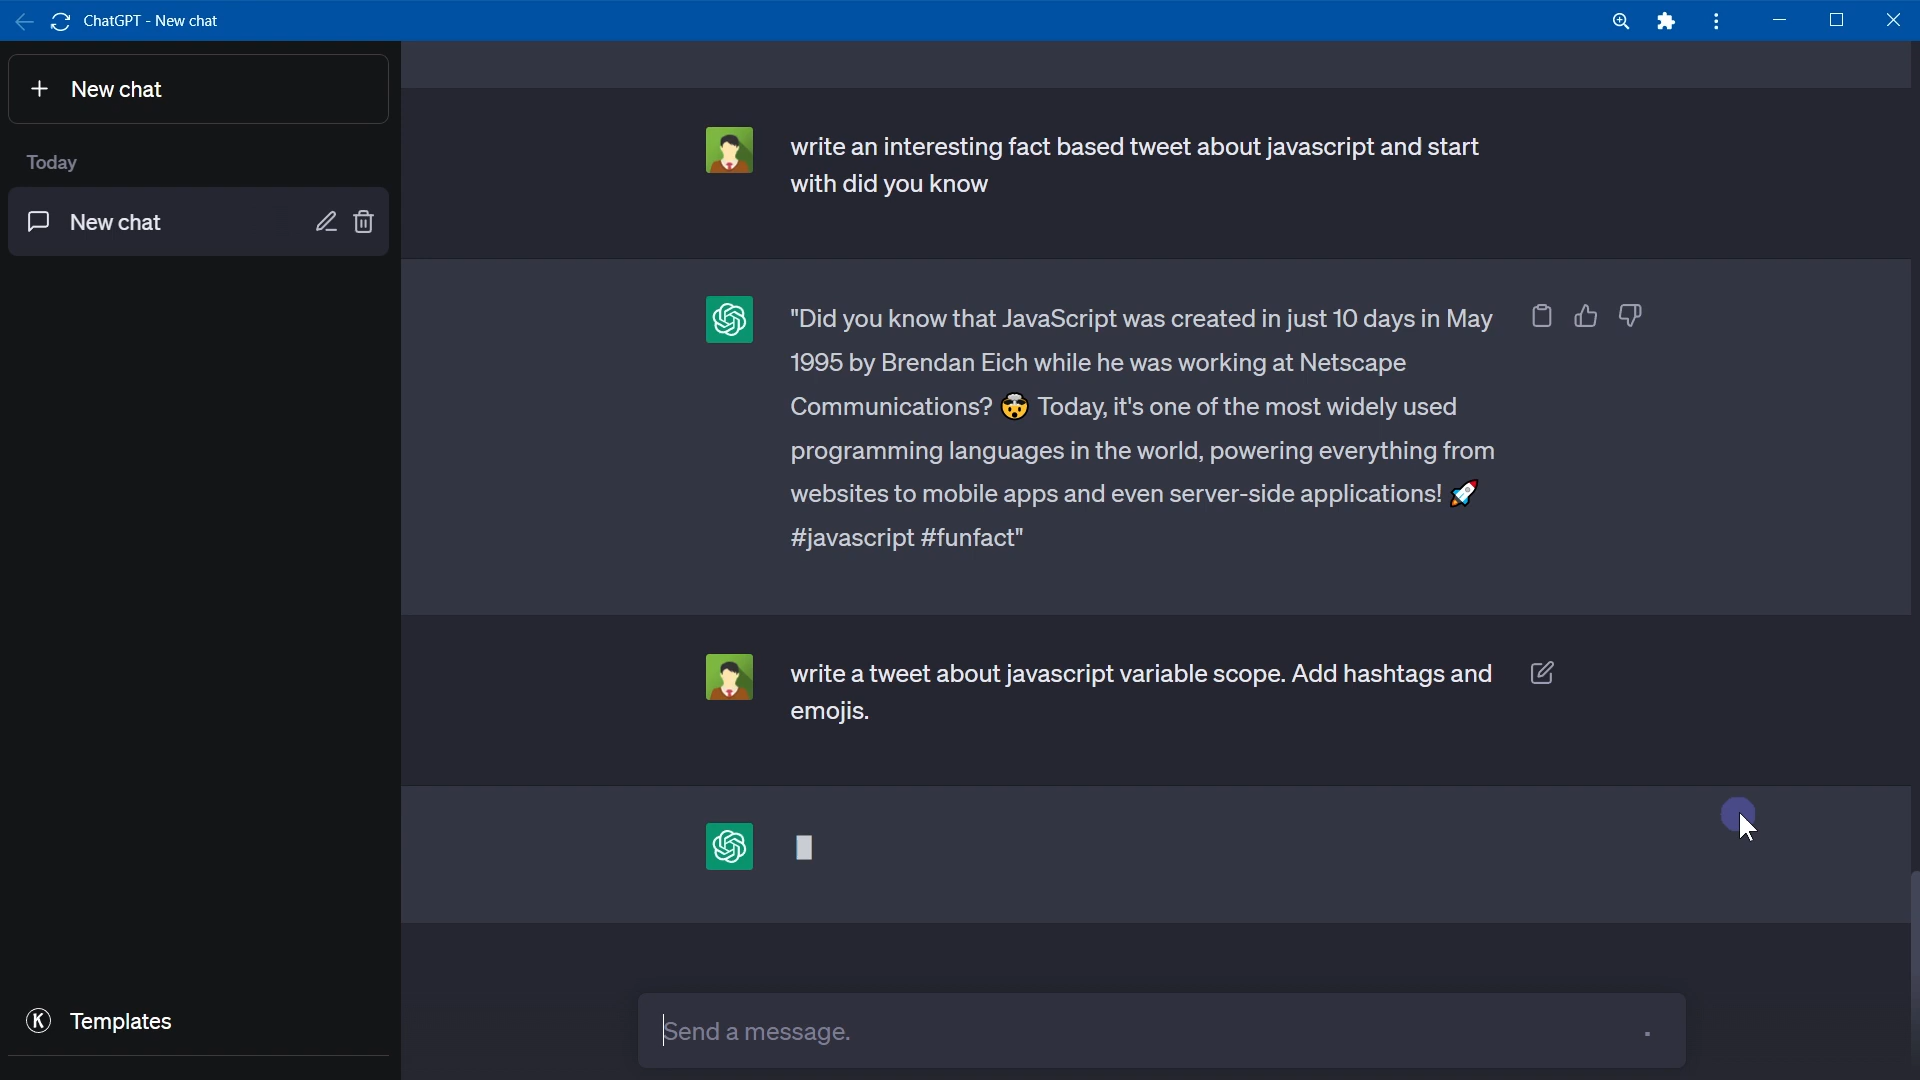 ChatGPT - New chat
New chat
Today
New chat
Templates
write an interesting fact based tweet about javascript and start
with did you know
"Did you know that JavaScript was created in just 10 days in May
1995 by Brendan Eich while he was working at Netscape
Communications? 🤯 Today, it's one of the most widely used
programming languages in the world, powering everything from
websites to mobile apps and even server-side applications! 🚀
#javascript #funfact"
write a tweet about javascript variable scope. Add hashtags and
emojis.
Send a message.